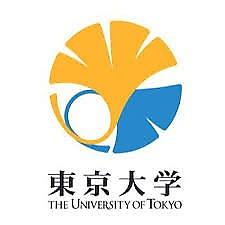 東京大学
THE UNIVERSITY OF TOKYO